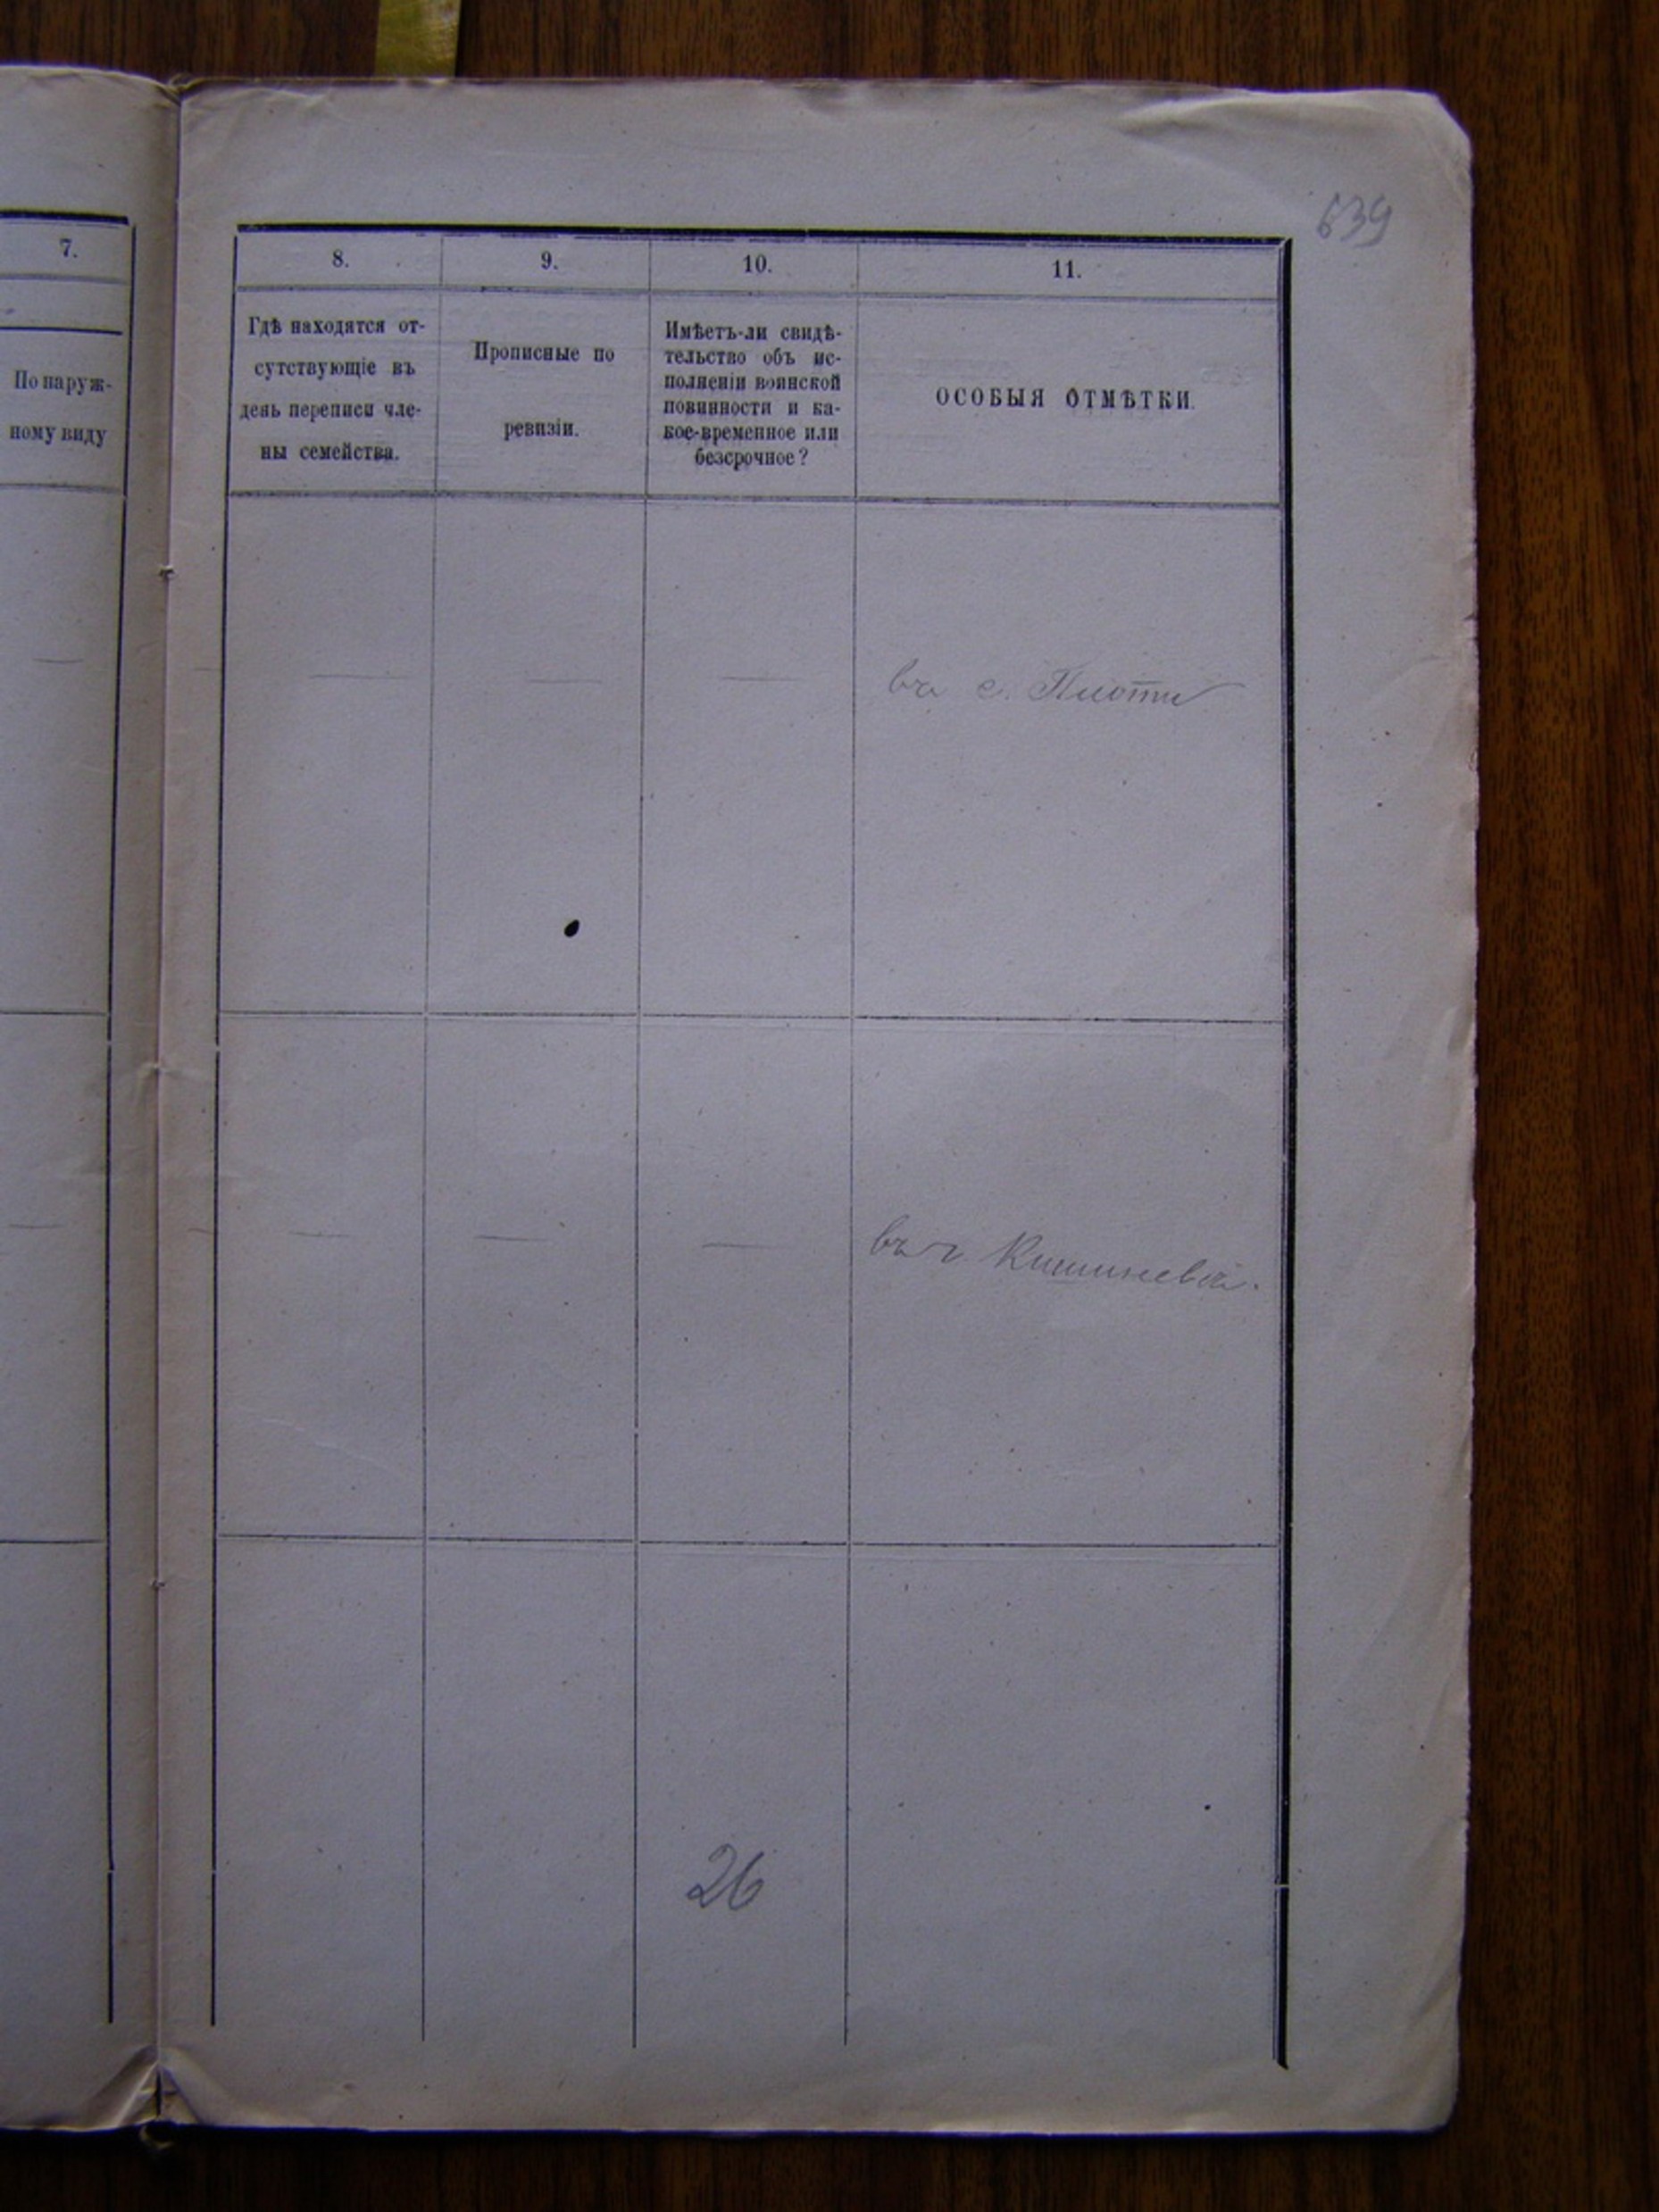 639
7.
По наруж-
ному виду
8.
9.
10.
11.
Гдѣ находятся от-
сутствующіе въ
день переписи чле-
ны семейства.
Прописные по
ревизіи.
Имѣетъ-ли свидѣ-
тельство объ ис-
полненіи воинской
повинности и ка-
кое-временное или
безсрочное?
ОСОБЫЯ ОТМѢТКИ.
въ с.
въ г. Кишиневѣ.
26